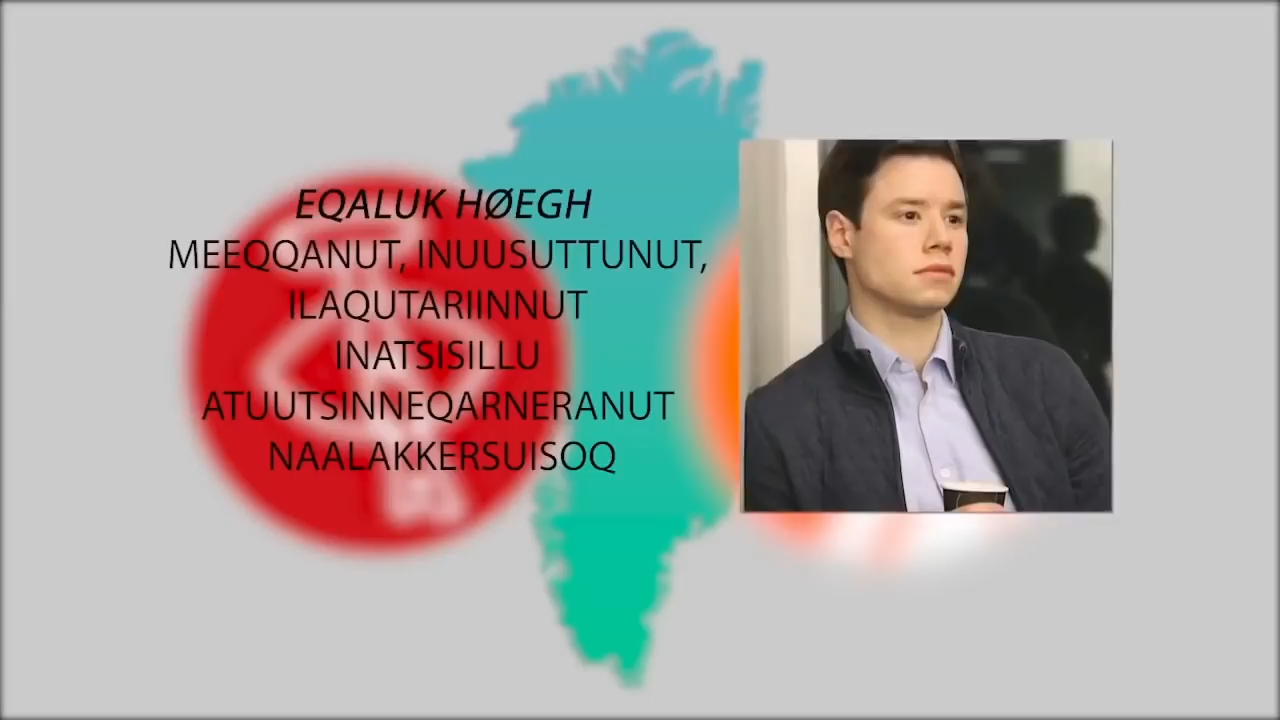 EQALUK HØEGH
MEEQQANUT, INUUSUTTUNUT,
ILAQUTARIINNUT
INATSISILLU
ATUUTSINNEQARNERANUT
NAALAKKERSUISOQ